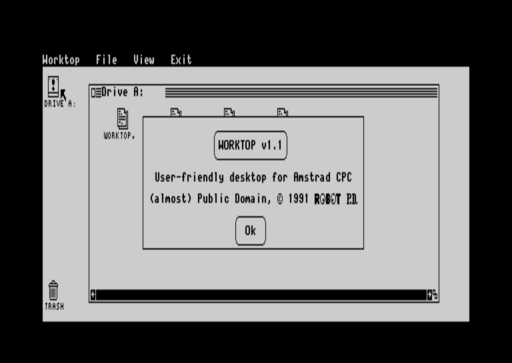 Worktop File View Exit
DRIVE A:
Drive A:
WORKTOP.
WORKTOP v1.1
User-friendly desktop for Amstrad CPC
(almost) Public Domain, © 1991 ROBOT P.D.
Ok
TRASH